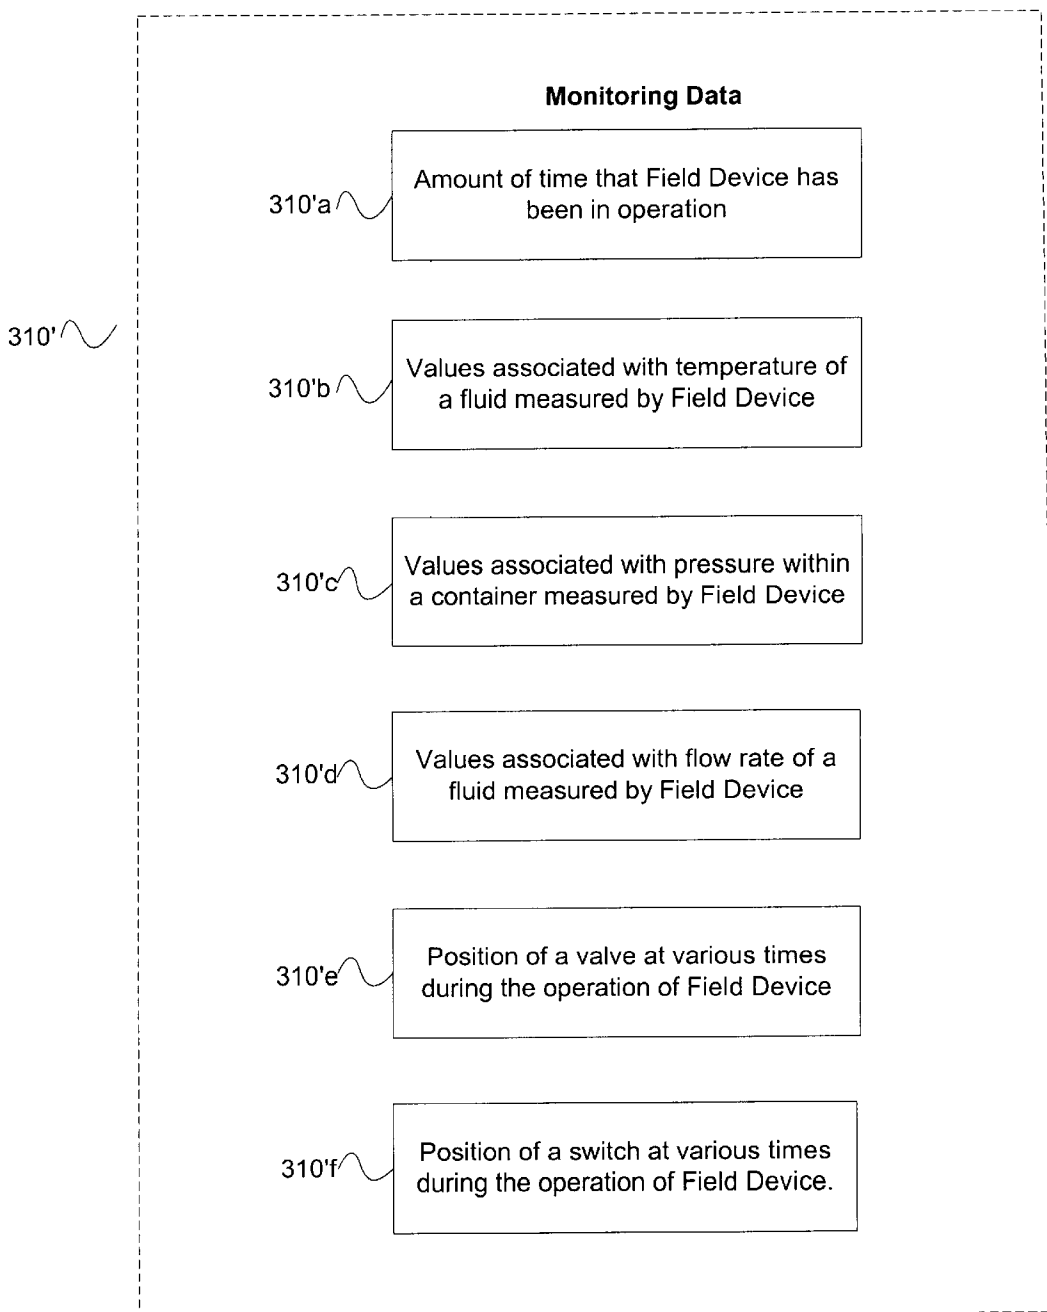 Monitoring Data
310'a
Amount of time that Field Device has
been in operation
310'
310'b
Values associated with temperature of
a fluid measured by Field Device
310'c
Values associated with pressure within
a container measured by Field Device
310'd
Values associated with flow rate of a
fluid measured by Field Device
310'e
Position of a valve at various times
during the operation of Field Device
310'f
Position of a switch at various times
during the operation of Field Device.